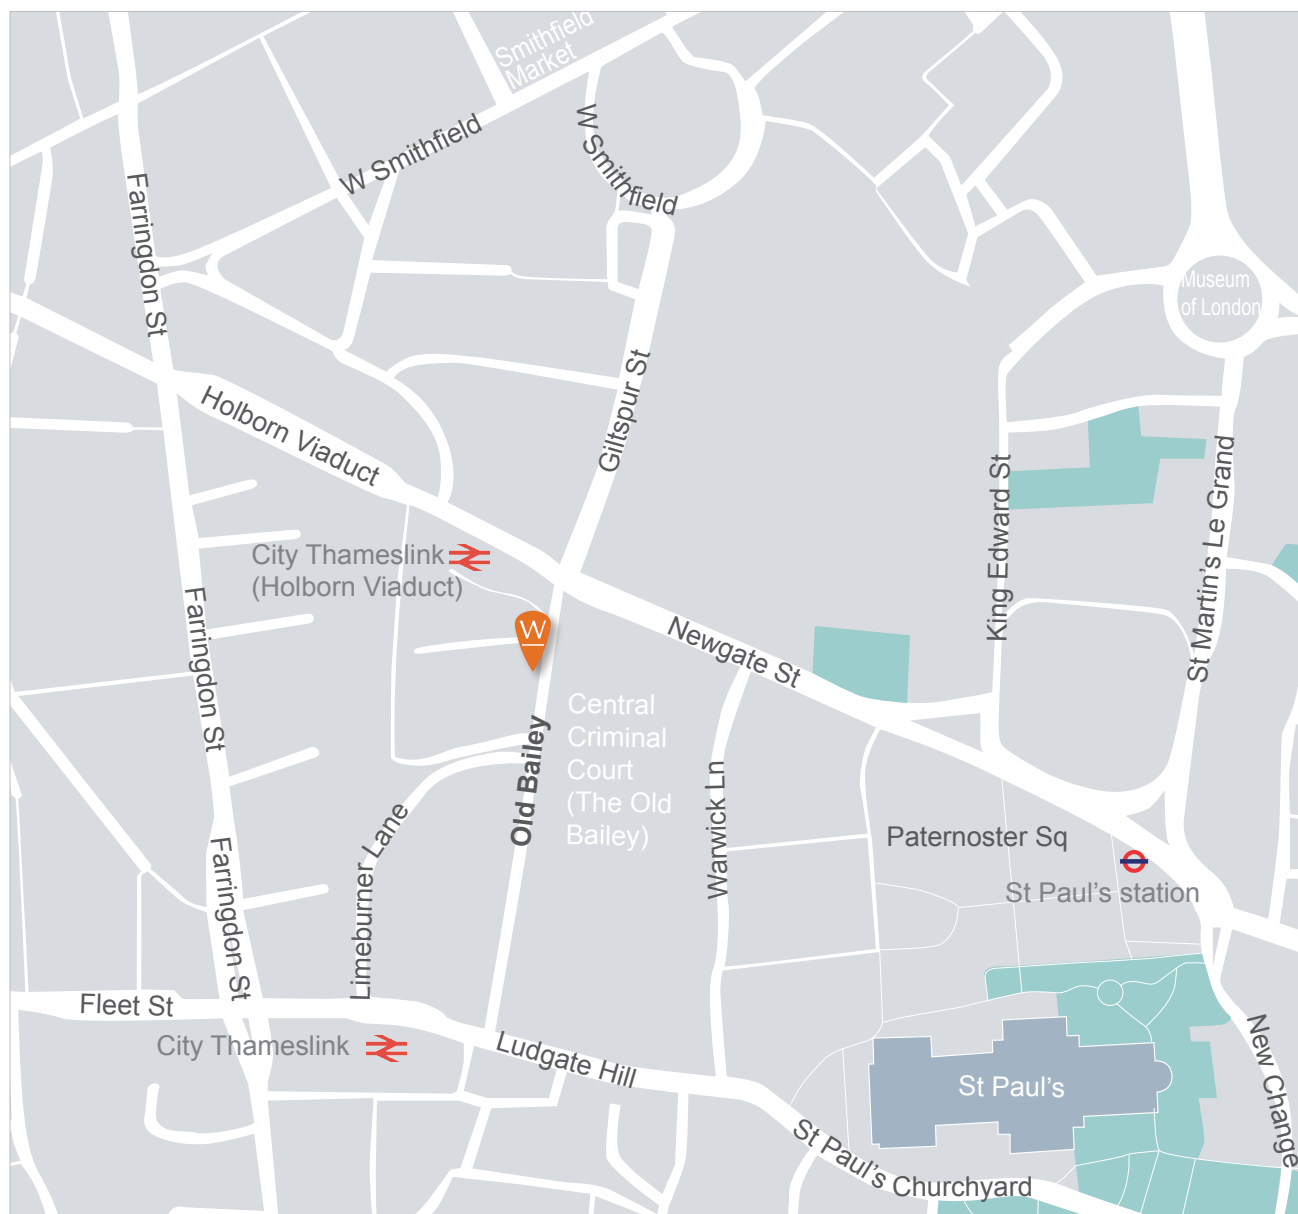 Smithfield
Market
W Smithfield
W Smithfield
Farringdon St
Museum
of London
Giltspur St
Holborn Viaduct
King Edward St
St Martin's Le Grand
City Thameslink
(Holborn Viaduct)
W
Newgate St
Farringdon St
Central
Criminal
Court
(The Old
Bailey)
Old Bailey
Warwick Ln
Limeburner Lane
Paternoster Sq
St Paul's station
Farringdon St
Fleet St
City Thameslink
Ludgate Hill
St Paul's
New Change
St Paul's Churchyard